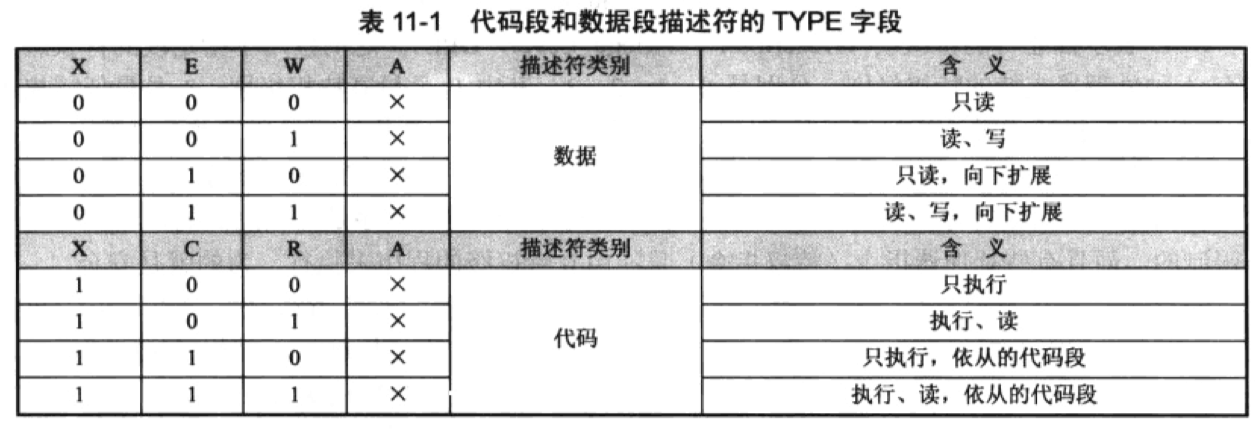 表 11-1 代码段和数据段描述符的 TYPE 字段
X E W A 描述符类别 含 义
0 0 0 × 只读
0 0 1 × 读、写
数据
0 1 0 × 只读，向下扩展
0 1 1 × 读、写，向下扩展
X C R A 描述符类别 含 义
1 0 0 × 只执行
1 0 1 × 执行、读
代码
1 1 0 × 只执行，依从的代码段
1 1 1 × 执行、读，依从的代码段